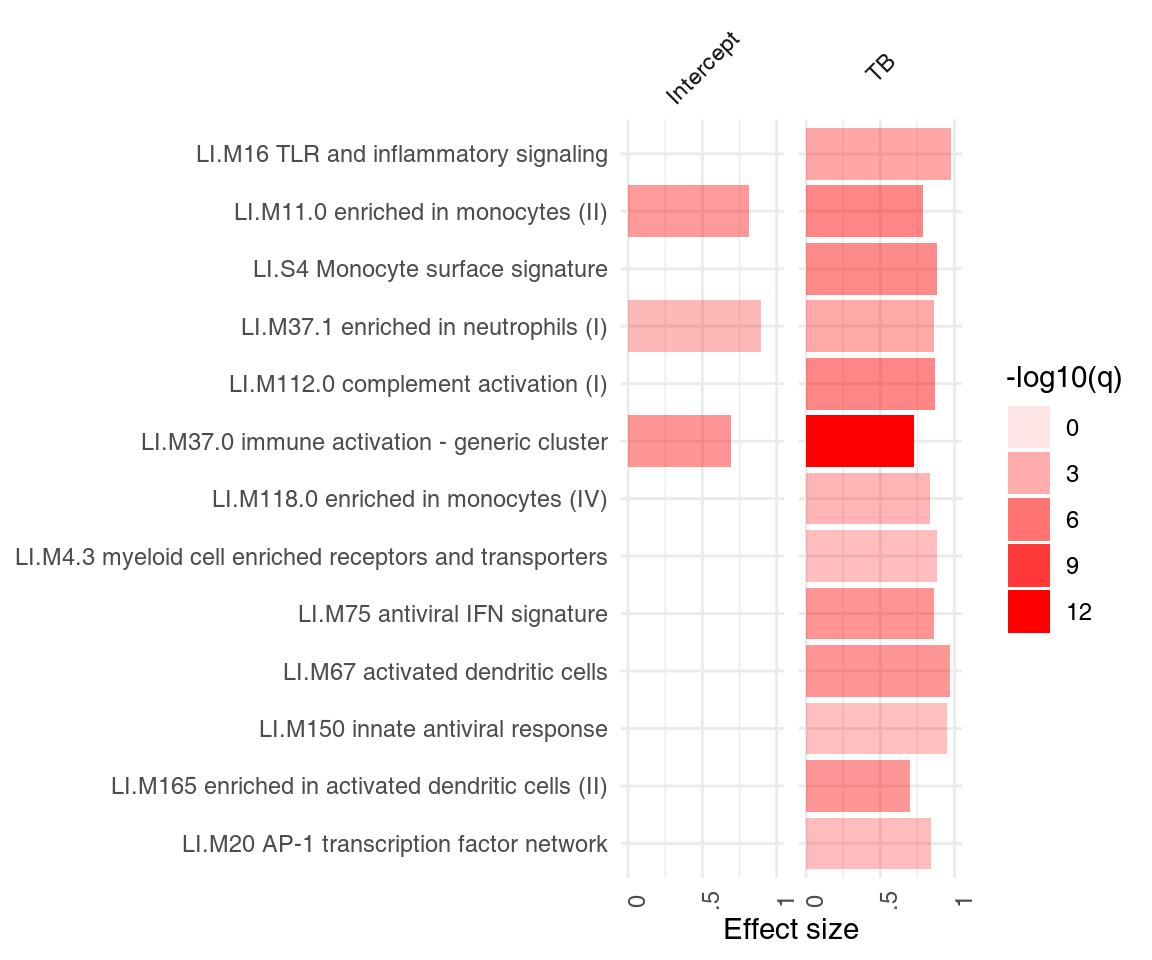 Intercept
TB
LI.M16 TLR and inflammatory signaling
LI.M11.0 enriched in monocytes (II)
LI.S4 Monocyte surface signature
LI.M37.1 enriched in neutrophils (I)
LI.M112.0 complement activation (I)
LI.M37.0 immune activation - generic cluster
LI.M118.0 enriched in monocytes (IV)
LI.M4.3 myeloid cell enriched receptors and transporters
LI.M75 antiviral IFN signature
LI.M67 activated dendritic cells
LI.M150 innate antiviral response
LI.M165 enriched in activated dendritic cells (II)
LI.M20 AP-1 transcription factor network
0 .5 1 0 .5 1
Effect size
-log10(q)
0
3
6
9
12